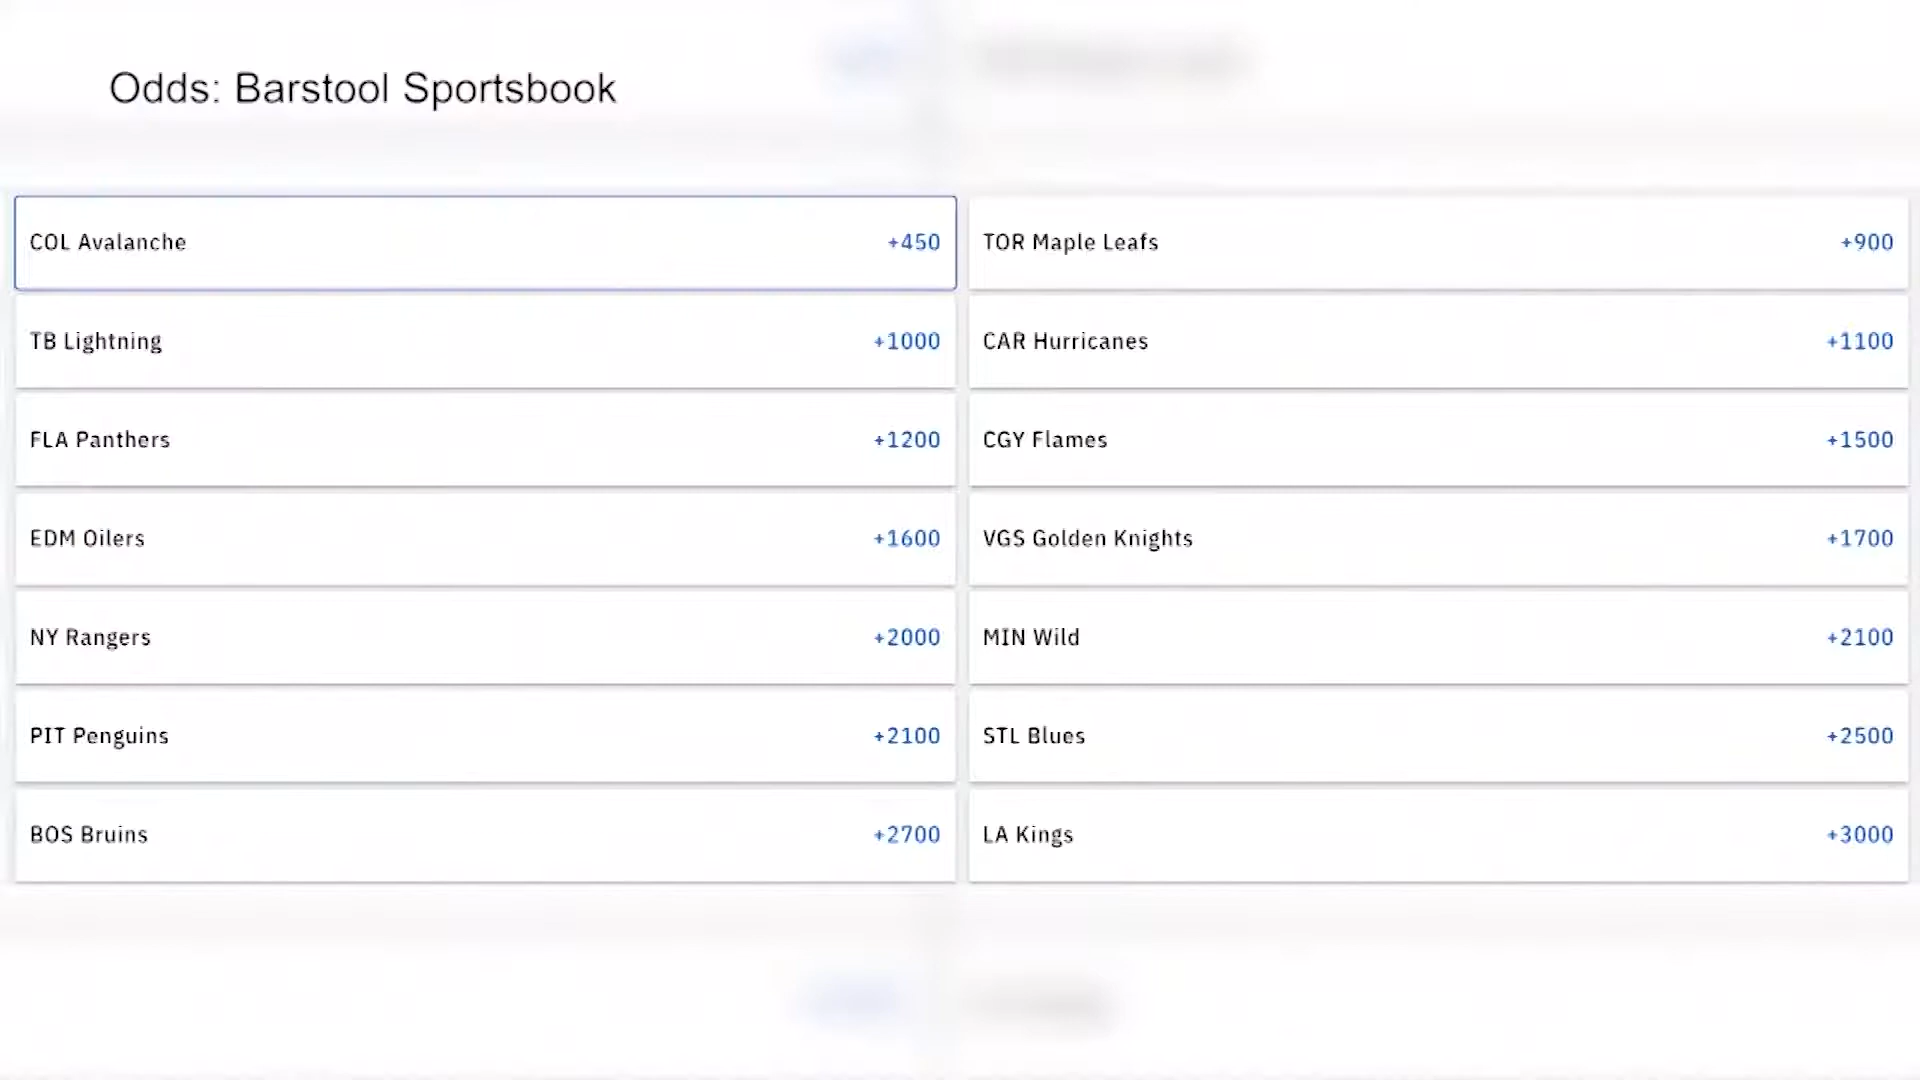 Odds: Barstool Sportsbook
COL Avalanche +450
TOR Maple Leafs +900
TB Lightning +1000
CAR Hurricanes +1100
FLA Panthers +1200
CGY Flames +1500
EDM Oilers +1600
VGS Golden Knights +1700
NY Rangers +2000
MIN Wild +2100
PIT Penguins +2100
STL Blues +2500
BOS Bruins +2700
LA Kings +3000